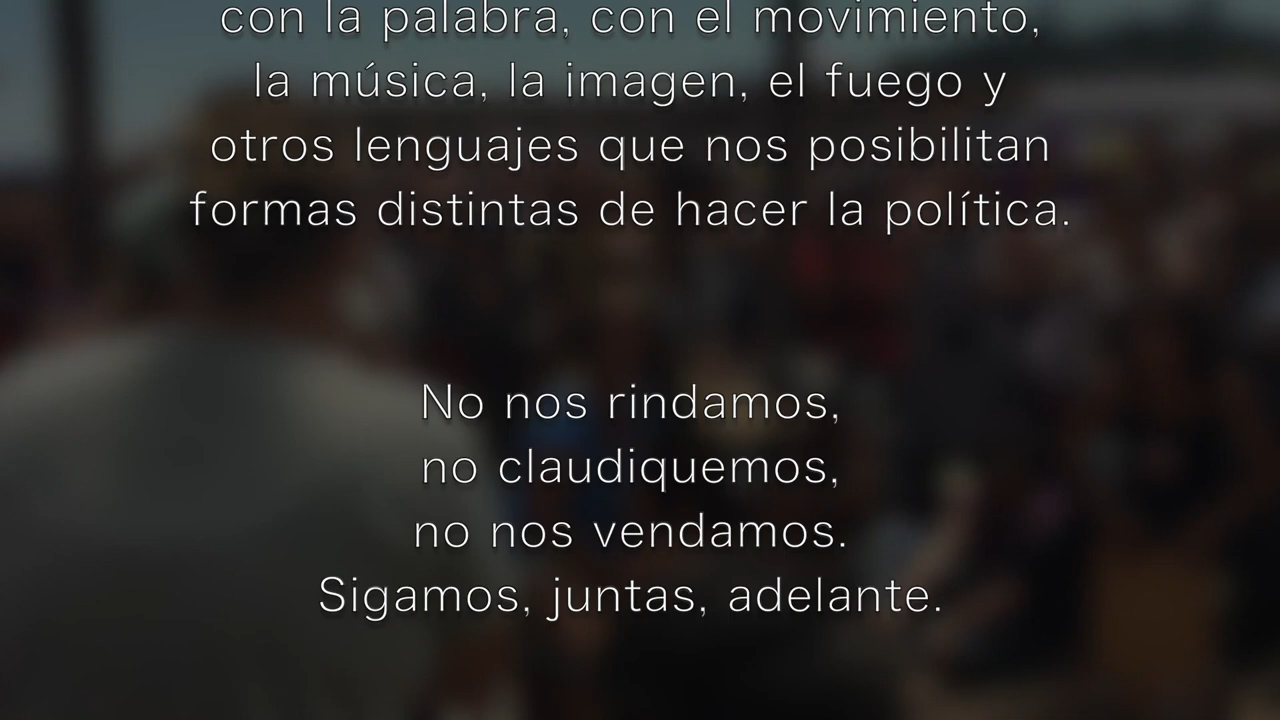 con la palabra, con el movimiento,
la música, la imagen, el fuego y
otros lenguajes que nos posibilitan
formas distintas de hacer la política.
No nos rindamos,
no claudiquemos,
no nos vendamos.
Sigamos, juntas, adelante.